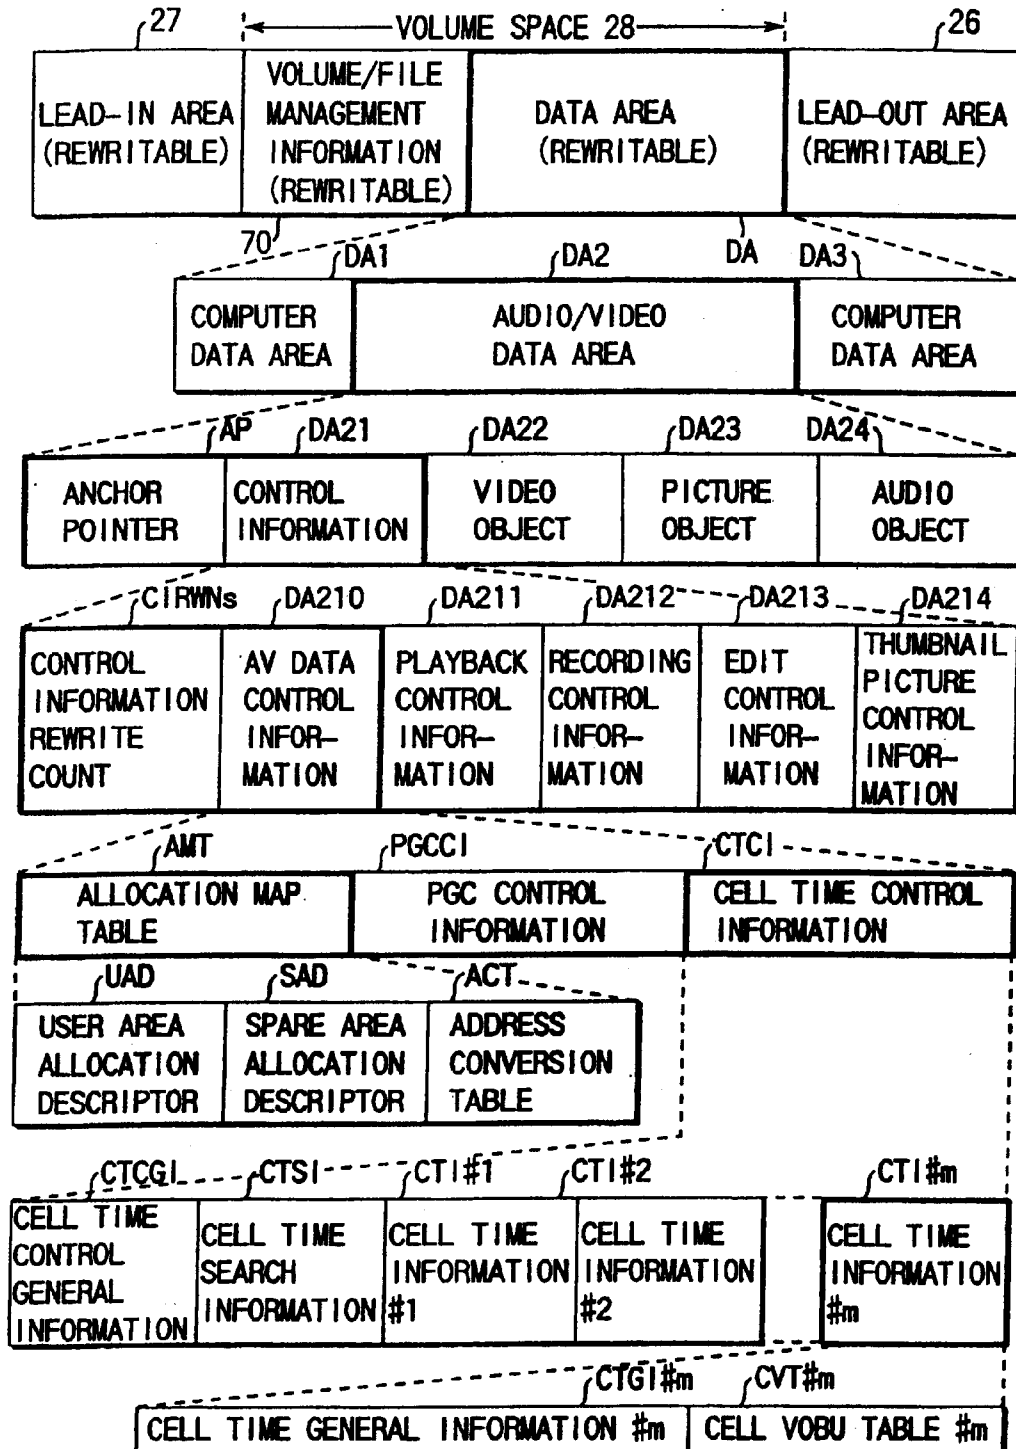 27
VOLUME SPACE 28
26
LEAD-IN AREA
(REWRITABLE)
VOLUME/FILE
MANAGEMENT
INFORMATION
(REWRITABLE)
DATA AREA
(REWRITABLE)
LEAD-OUT AREA
(REWRITABLE)
70
DA
DA1
DA2
DA3
COMPUTER
DATA AREA
AUDIO/VIDEO
DATA AREA
COMPUTER
DATA AREA
AP
DA21
DA22
DA23
DA24
ANCHOR
POINTER
CONTROL
INFORMATION
VIDEO
OBJECT
PICTURE
OBJECT
AUDIO
OBJECT
CIRWNs
DA210
DA211
DA212
DA213
DA214
CONTROL
INFORMATION
REWRITE
COUNT
AV DATA
CONTROL
INFOR-
MATION
PLAYBACK
CONTROL
INFOR-
MATION
RECORDING
CONTROL
INFOR-
MATION
EDIT
CONTROL
INFOR-
MATION
THUMBNAIL
PICTURE
CONTROL
INFOR-
MATION
AMT
PGCCI
CTCI
ALLOCATION MAP
TABLE
PGC CONTROL
INFORMATION
CELL TIME CONTROL
INFORMATION
UAD
SAD
ACT
USER AREA
ALLOCATION
DESCRIPTOR
SPARE AREA
ALLOCATION
DESCRIPTOR
ADDRESS
CONVERSION
TABLE
CTCGI
CTSI
CTI#1
CTI#2
CTI#m
CELL TIME
CONTROL
GENERAL
INFORMATION
CELL TIME
SEARCH
INFORMATION
CELL TIME
INFORMATION
#1
CELL TIME
INFORMATION
#2
CELL TIME
INFORMATION
#m
CTGI#m
CVT#m
CELL TIME GENERAL INFORMATION #m
CELL VOBU TABLE #m